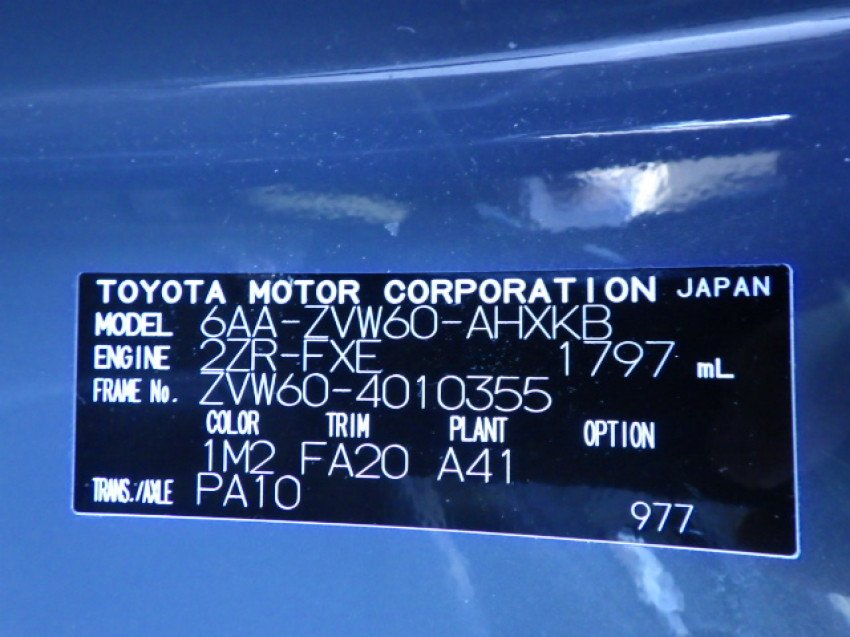 TOYOTA MOTOR CORPORATION JAPAN
MODEL 6AA-ZVW60-AHXKB
ENGINE 2ZR-FXE 1797 mL
FRAME No. ZVW60-4010355
COLOR TRIM PLANT OPTION
1M2 FA20 A41
TRANS./AXLE PA10
977